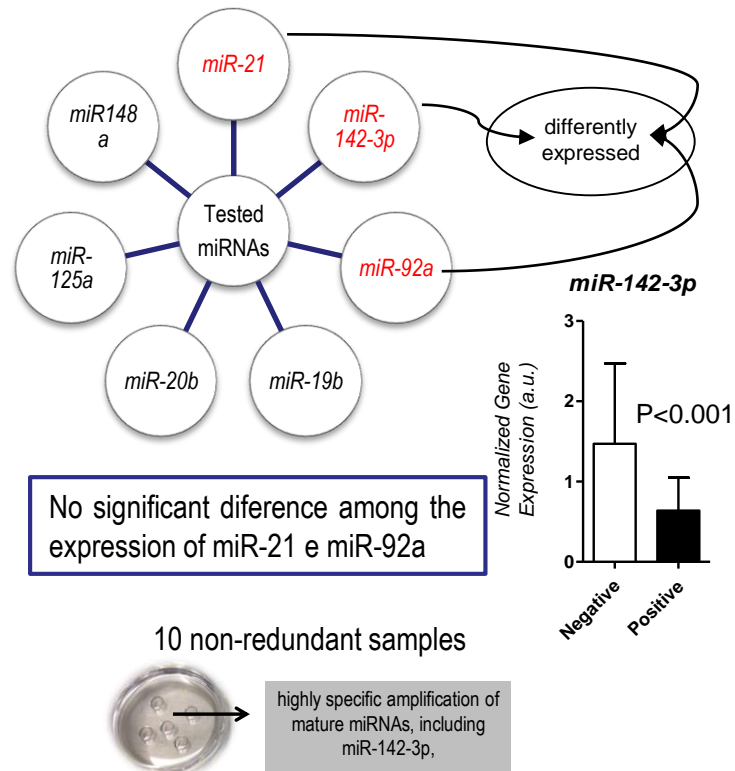 miR-21
miR148
a
miR-
142-3p
differently
expressed
Tested
miRNAs
miR-
125a
miR-92a
miR-20b
miR-19b
miR-142-3p
Normalized Gene
Expression (a.u.)
3
2
1
0
P<0.001
Negative
Positive
No significant diference among the
expression of miR-21 e miR-92a
10 non-redundant samples
highly specific amplification of
mature miRNAs, including
miR-142-3p,